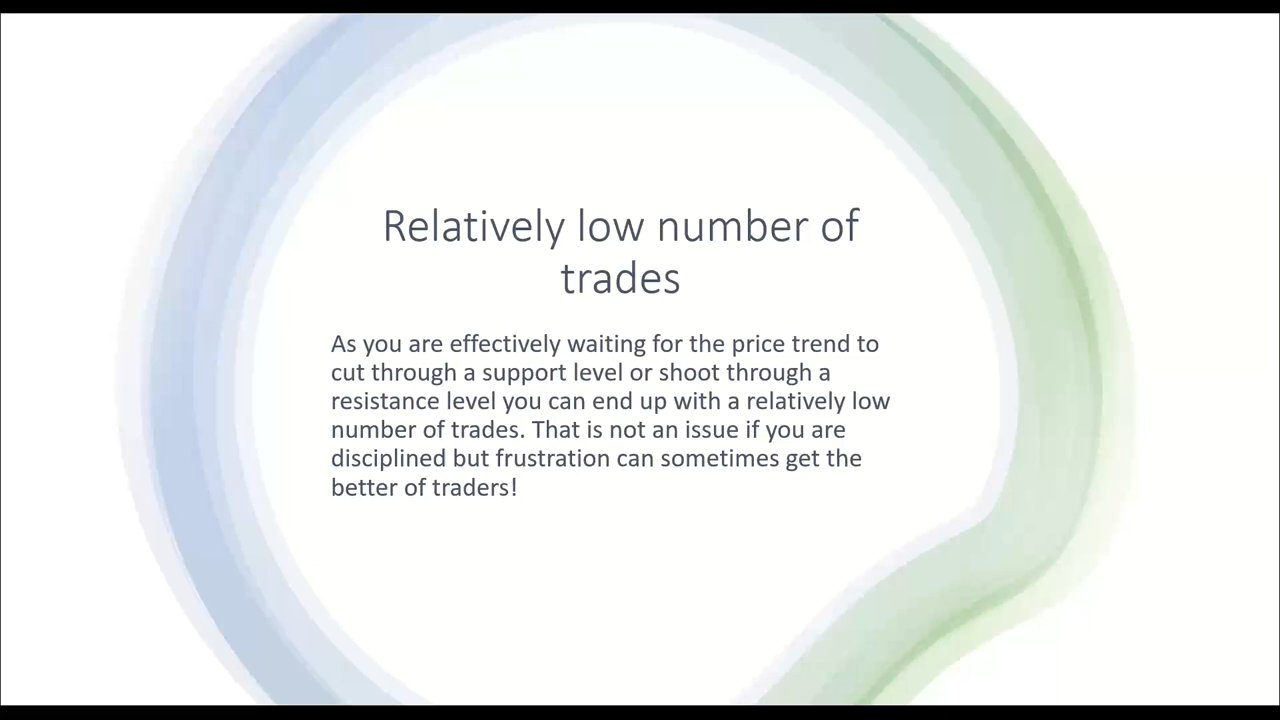 Relatively low number of
trades
As you are effectively waiting for the price trend to
cut through a support level or shoot through a
resistance level you can end up with a relatively low
number of trades. That is not an issue if you are
disciplined but frustration can sometimes get the
better of traders!